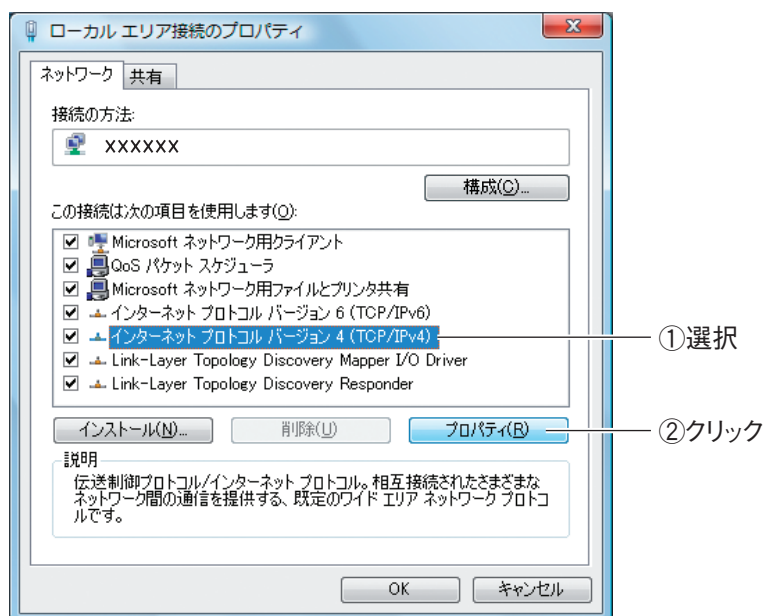 ローカル エリア接続のプロパティ
ネットワーク 共有
接続の方法:
XXXXXX
構成(C)...
この接続は次の項目を使用します(O):
Microsoft ネットワーク用クライアント
QoS パケット スケジューラ
Microsoft ネットワーク用ファイルとプリンタ共有
インターネット プロトコル バージョン 6 (TCP/IPv6)
インターネット プロトコル バージョン 4 (TCP/IPv4)
①選択
Link-Layer Topology Discovery Mapper I/O Driver
Link-Layer Topology Discovery Responder
インストール(N)... 削除(U) プロパティ(R)
②クリック
説明
伝送制御プロトコル/インターネット プロトコル。相互接続されたさまざまな
ネットワーク間の通信を提供する、既定のワイド エリア ネットワーク プロトコ
ルです。
OK キャンセル